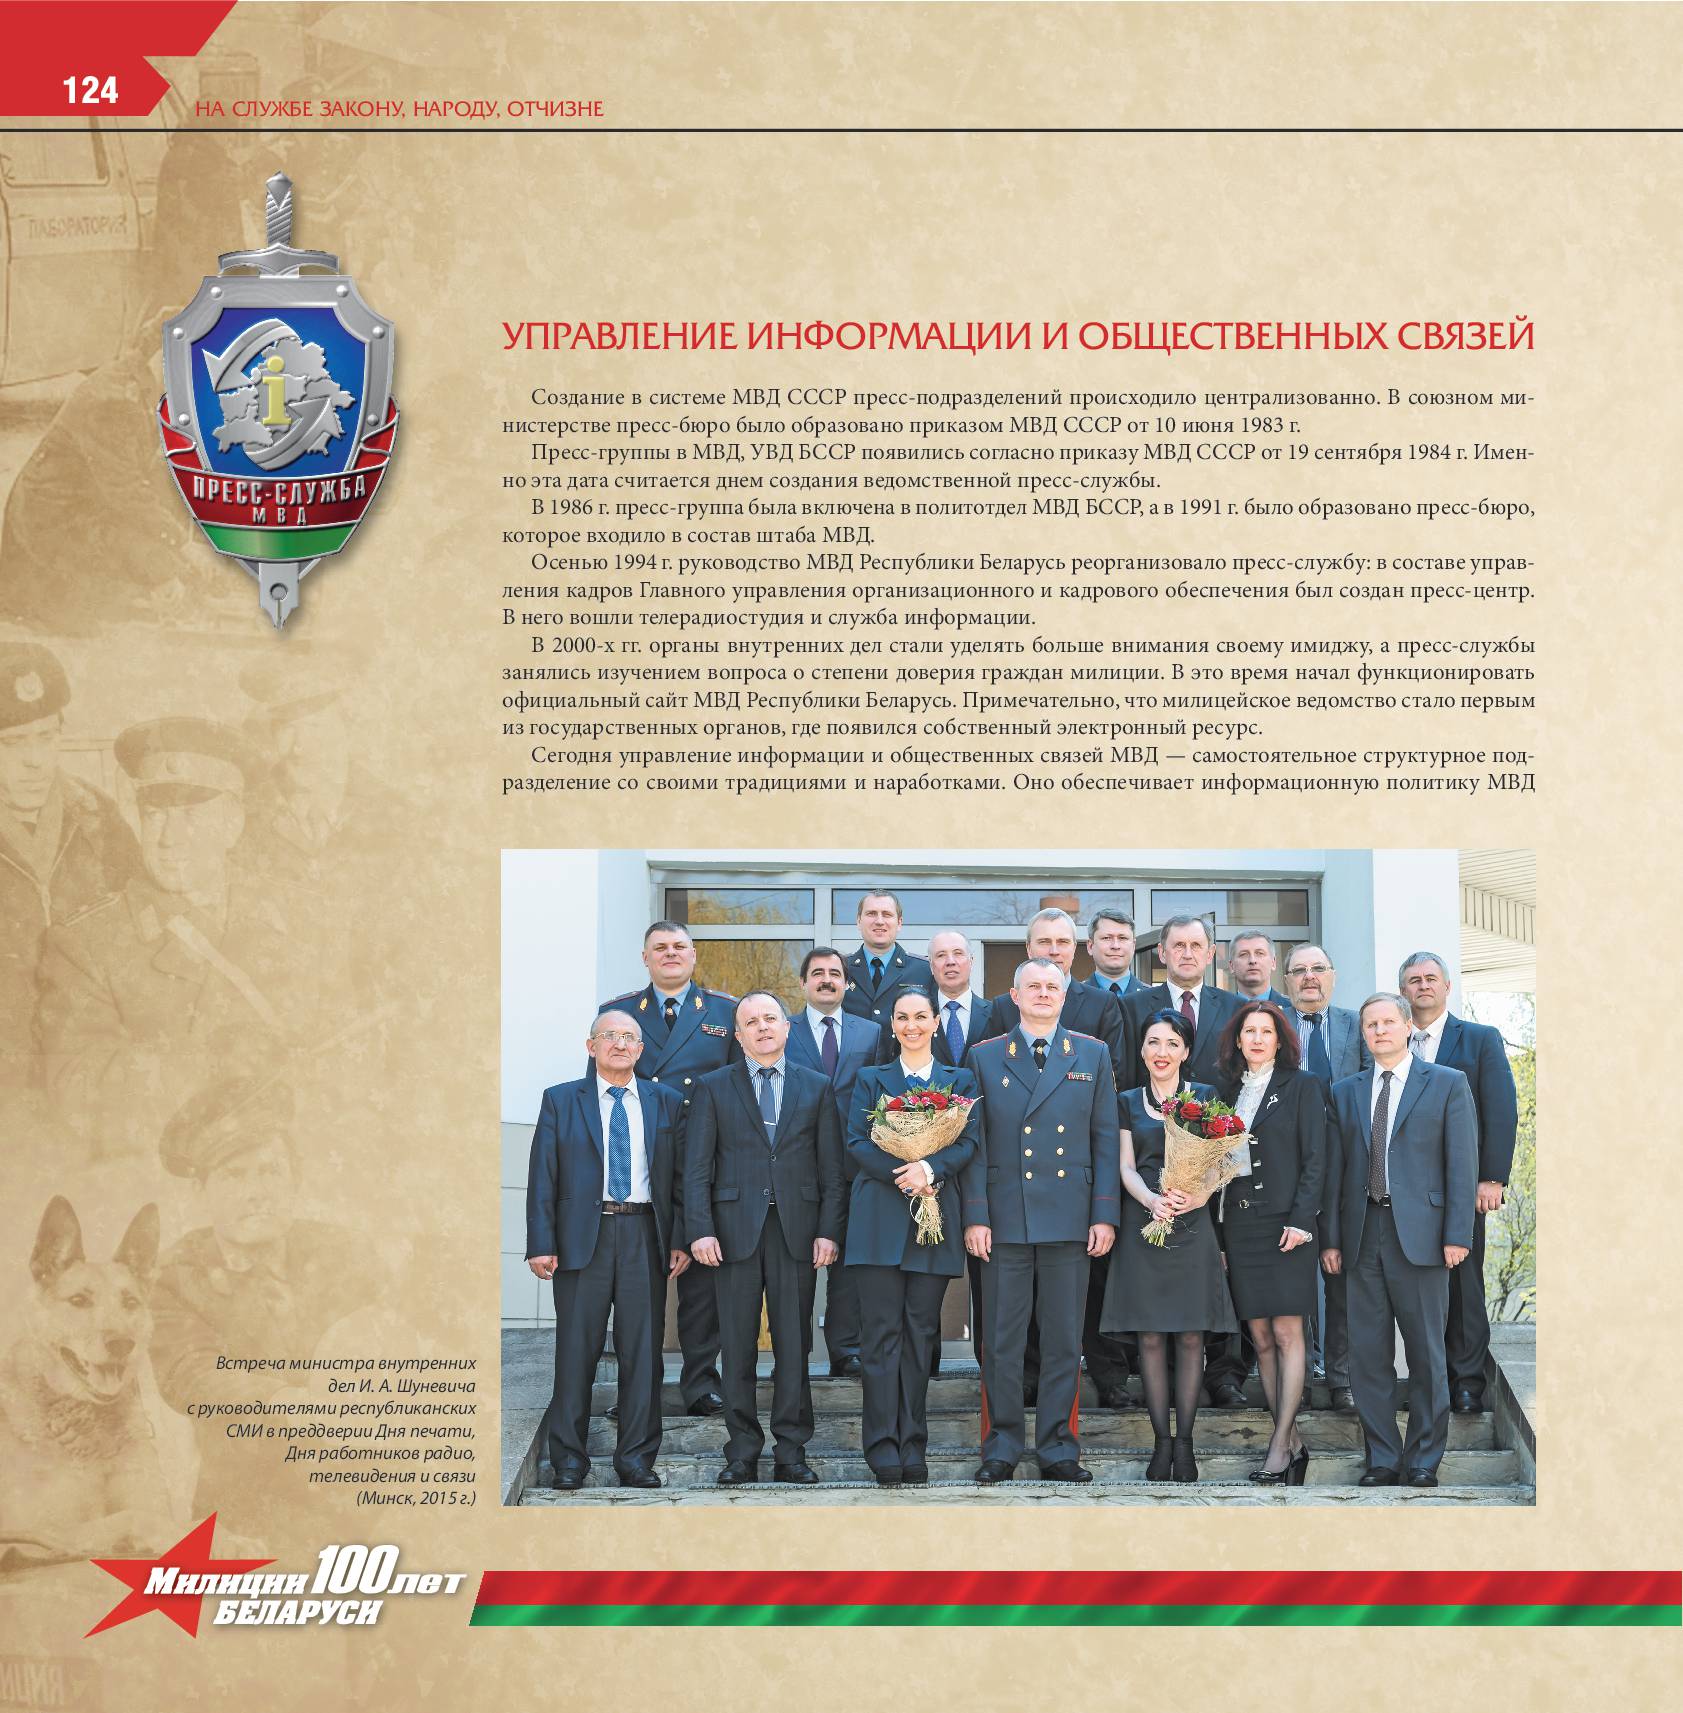 124
НА СЛУЖБЕ ЗАКОНУ, НАРОДУ, ОТЧИЗНЕ
ЛАБОРАТОРИЯ
ПРЕСС-СЛУЖБА
МВД
УПРАВЛЕНИЕ ИНФОРМАЦИИ И ОБЩЕСТВЕННЫХ СВЯЗЕЙ
Создание в системе МВД СССР пресс-подразделений происходило централизованно. В союзном ми-
нистерстве пресс-бюро было образовано приказом МВД СССР от 10 июня 1983 г.
Пресс-группы в МВД, УВД БССР появились согласно приказу МВД СССР от 19 сентября 1984 г. Имен-
но эта дата считается днем создания ведомственной пресс-службы.
В 1986 г. пресс-группа была включена в политотдел МВД БССР, а в 1991 г. было образовано пресс-бюро,
которое входило в состав штаба МВД.
Осенью 1994 г. руководство МВД Республики Беларусь реорганизовало пресс-службу: в составе управ-
ления кадров Главного управления организационного и кадрового обеспечения был создан пресс-центр.
В него вошли телерадиостудия и служба информации.
В 2000-х гг. органы внутренних дел стали уделять больше внимания своему имиджу, а пресс-службы
занялись изучением вопроса о степени доверия граждан милиции. В это время начал функционировать
официальный сайт МВД Республики Беларусь. Примечательно, что милицейское ведомство стало первым
из государственных органов, где появился собственный электронный ресурс.
Сегодня управление информации и общественных связей МВД — самостоятельное структурное под-
разделение со своими традициями и наработками. Оно обеспечивает информационную политику МВД
Встреча министра внутренних
дел И. А. Шуневича
с руководителями республиканских
СМИ в преддверии Дня печати,
Дня работников радио,
телевидения и связи
(Минск, 2015 г.)
Милиции 100 лет
БЕЛАРУСИ